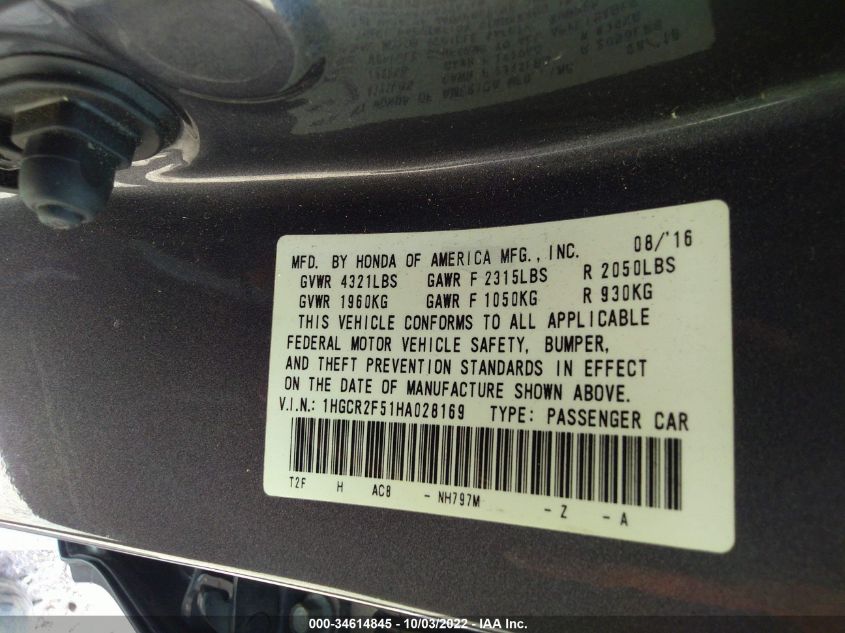 MFD. BY HONDA OF AMERICA MFG., INC. 08/'16
GVWR 4321LBS GAWR F 2315LBS R 2050LBS
GVWR 1960KG GAWR F 1050KG R 930KG
THIS VEHICLE CONFORMS TO ALL APPLICABLE
FEDERAL MOTOR VEHICLE SAFETY, BUMPER,
AND THEFT PREVENTION STANDARDS IN EFFECT
ON THE DATE OF MANUFACTURE SHOWN ABOVE.
V.I.N.: 1HGCR2F51HA028169 TYPE: PASSENGER CAR
T2F H AC8 - NH797M - Z - A
000-34614845 - 10/03/2022 - IAA Inc.